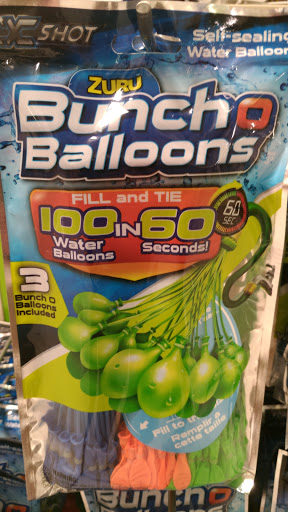 X SHOT
Self-sealing
Water Balloons
ZURU
Bunch O
Balloons
FILL and TIE
100 IN 60
Water
Balloons
Seconds!
60
SEC
3
Bunch O
Balloons
Included
Fill to
Remplir à
cette taille
BUNCH O